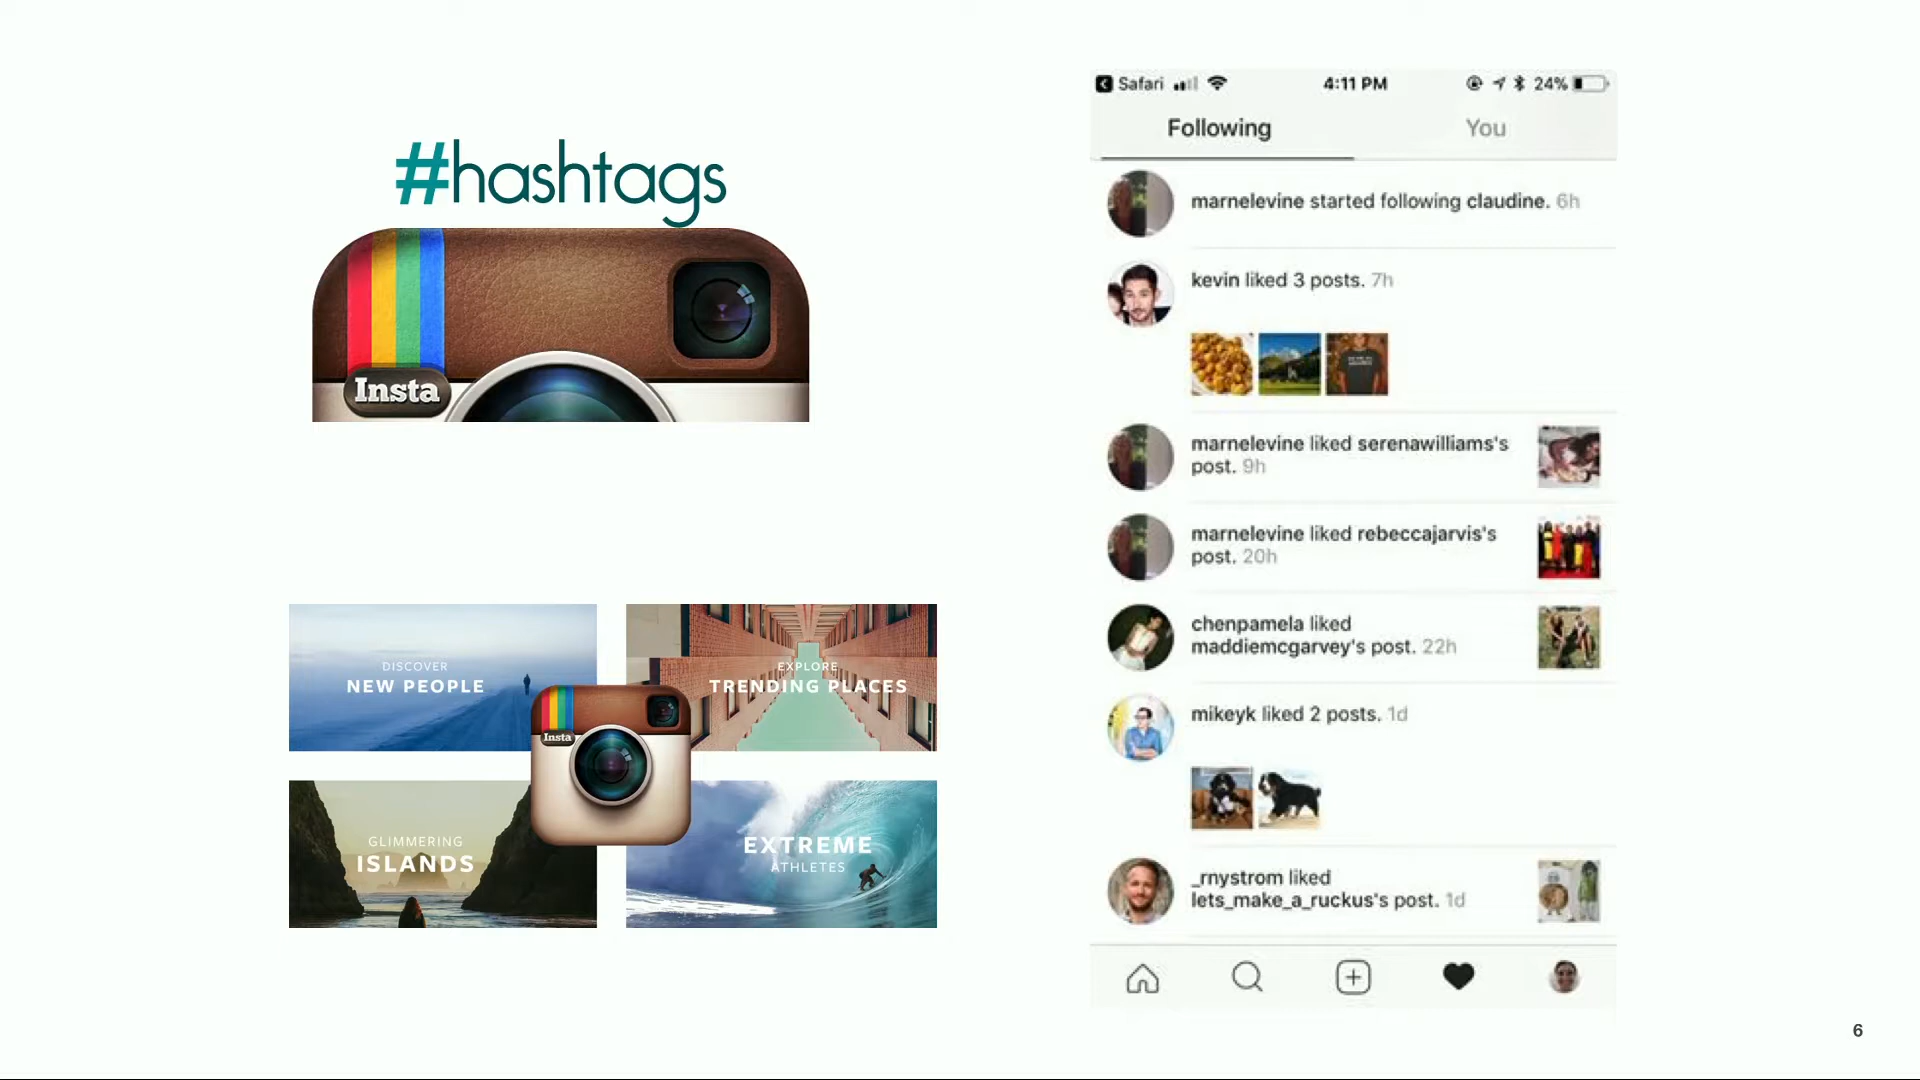 #hashtags
Insta
DISCOVER
NEW PEOPLE
EXPLORE
TRENDING PLACES
Insta
GLIMMERING
ISLANDS
EXTREME
ATHLETES
Safari
4:11 PM
24%
Following
You
marnelevine started following claudine. 6h
kevin liked 3 posts. 7h
marnelevine liked serenawilliams's
post. 9h
marnelevine liked rebeccajarvis's
post. 20h
chenpamela liked
maddiemcgarvey's post. 22h
mikeyk liked 2 posts. 1d
_rnystrom liked
lets_make_a_ruckus's post. 1d
6